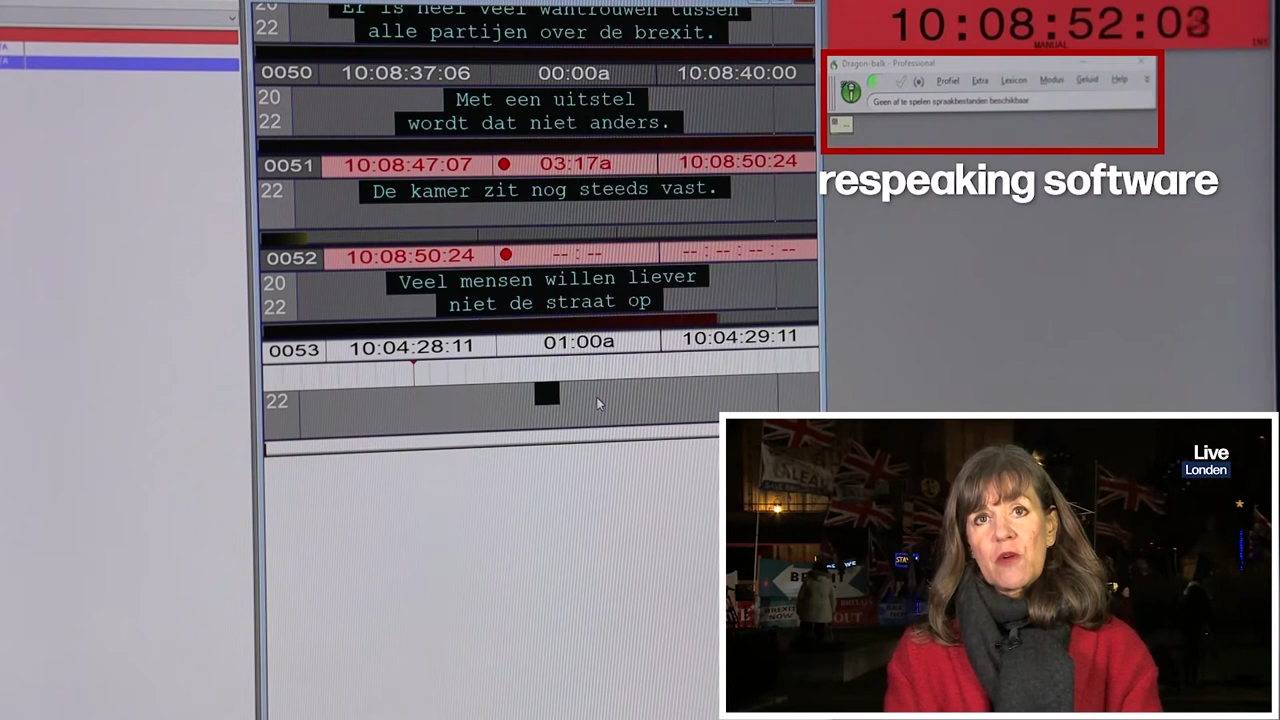 20 Er is heel veel wantrouwen tussen
22 alle partijen over de brexit.
0050 10:08:37:06 00:00a 10:08:40:00
20 Met een uitstel
22 wordt dat niet anders.
0051 10:08:47:07 03:17a 10:08:50:24
22 De kamer zit nog steeds vast.
0052 10:08:50:24 --:-- --:--:--:--
20 Veel mensen willen liever
22 niet de straat op
0053 10:04:28:11 01:00a 10:04:29:11
22
10:08:52:03
MANUAL
Dragon-balk - Professional
Profiel Extra Lexicon Modus Geluid Help
Geen af te spelen spraakbestanden beschikbaar
respeaking software
Live
Londen